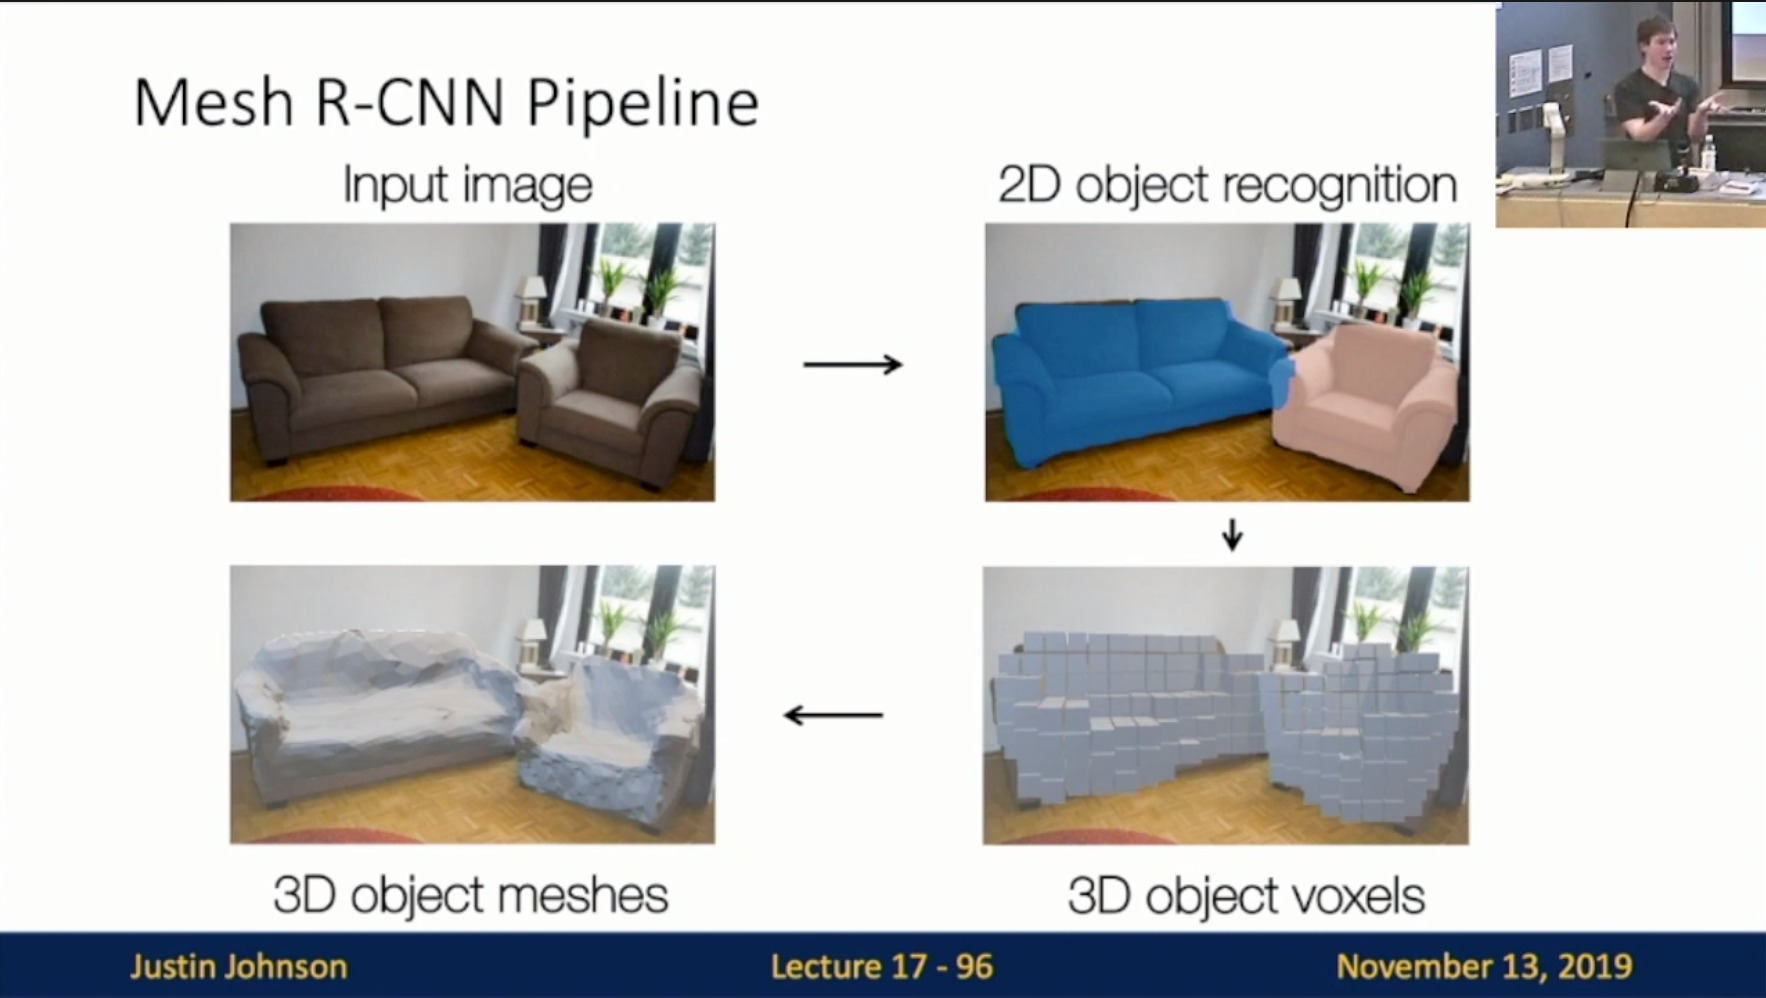 Mesh R-CNN Pipeline
Input image
2D object recognition
3D object meshes
3D object voxels
Justin Johnson
Lecture 17 - 96
November 13, 2019